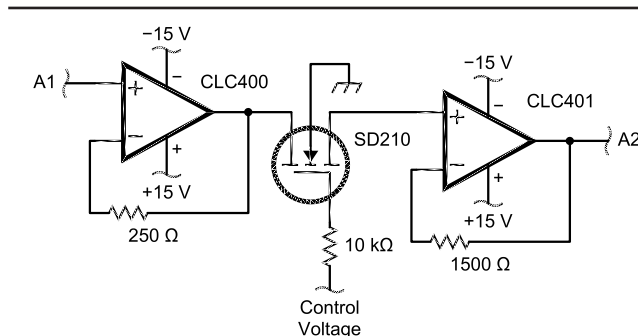 −15 V
A1
+
−
−
+
CLC400
+15 V
250 Ω
SD210
10 kΩ
Control
Voltage
−15 V
+
−
−
+
CLC401
A2
+15 V
1500 Ω